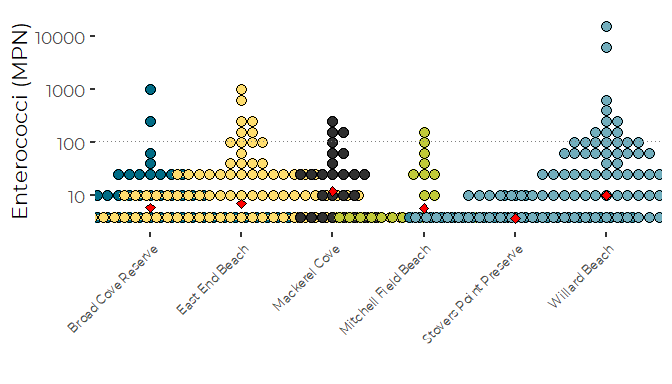 Enterococci (MPN)
10000
1000
100
10
Broad Cove Reserve
East End Beach
Mackerel Cove
Mitchell Field Beach
Stovers Point Preserve
Willard Beach